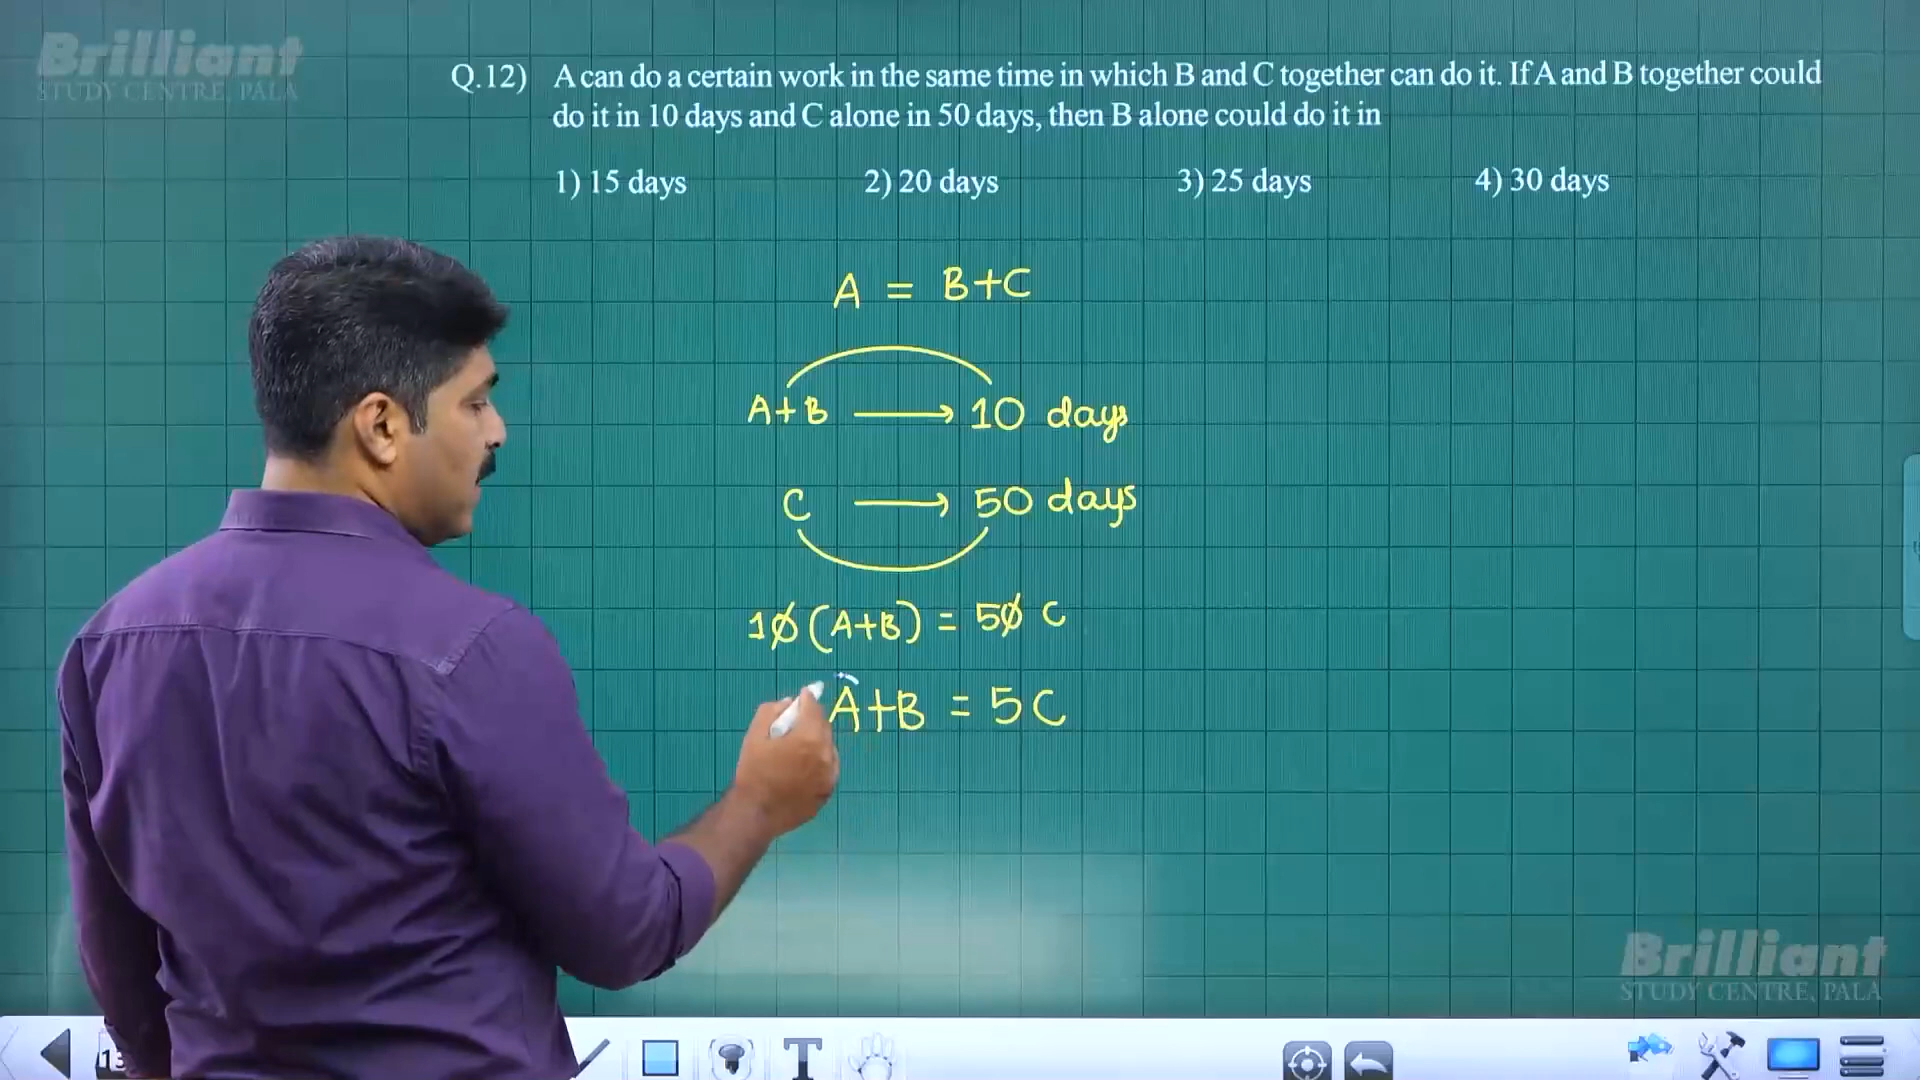 Brilliant
STUDY CENTRE, PALA
Q.12) A can do a certain work in the same time in which B and C together can do it. If A and B together could
do it in 10 days and C alone in 50 days, then B alone could do it in
1) 15 days 2) 20 days 3) 25 days 4) 30 days
A = B+C
A+B ⟶ 10 days
C ⟶ 50 days
10(A+B) = 50 C
A+B = 5C
Brilliant
STUDY CENTRE, PALA
13
T